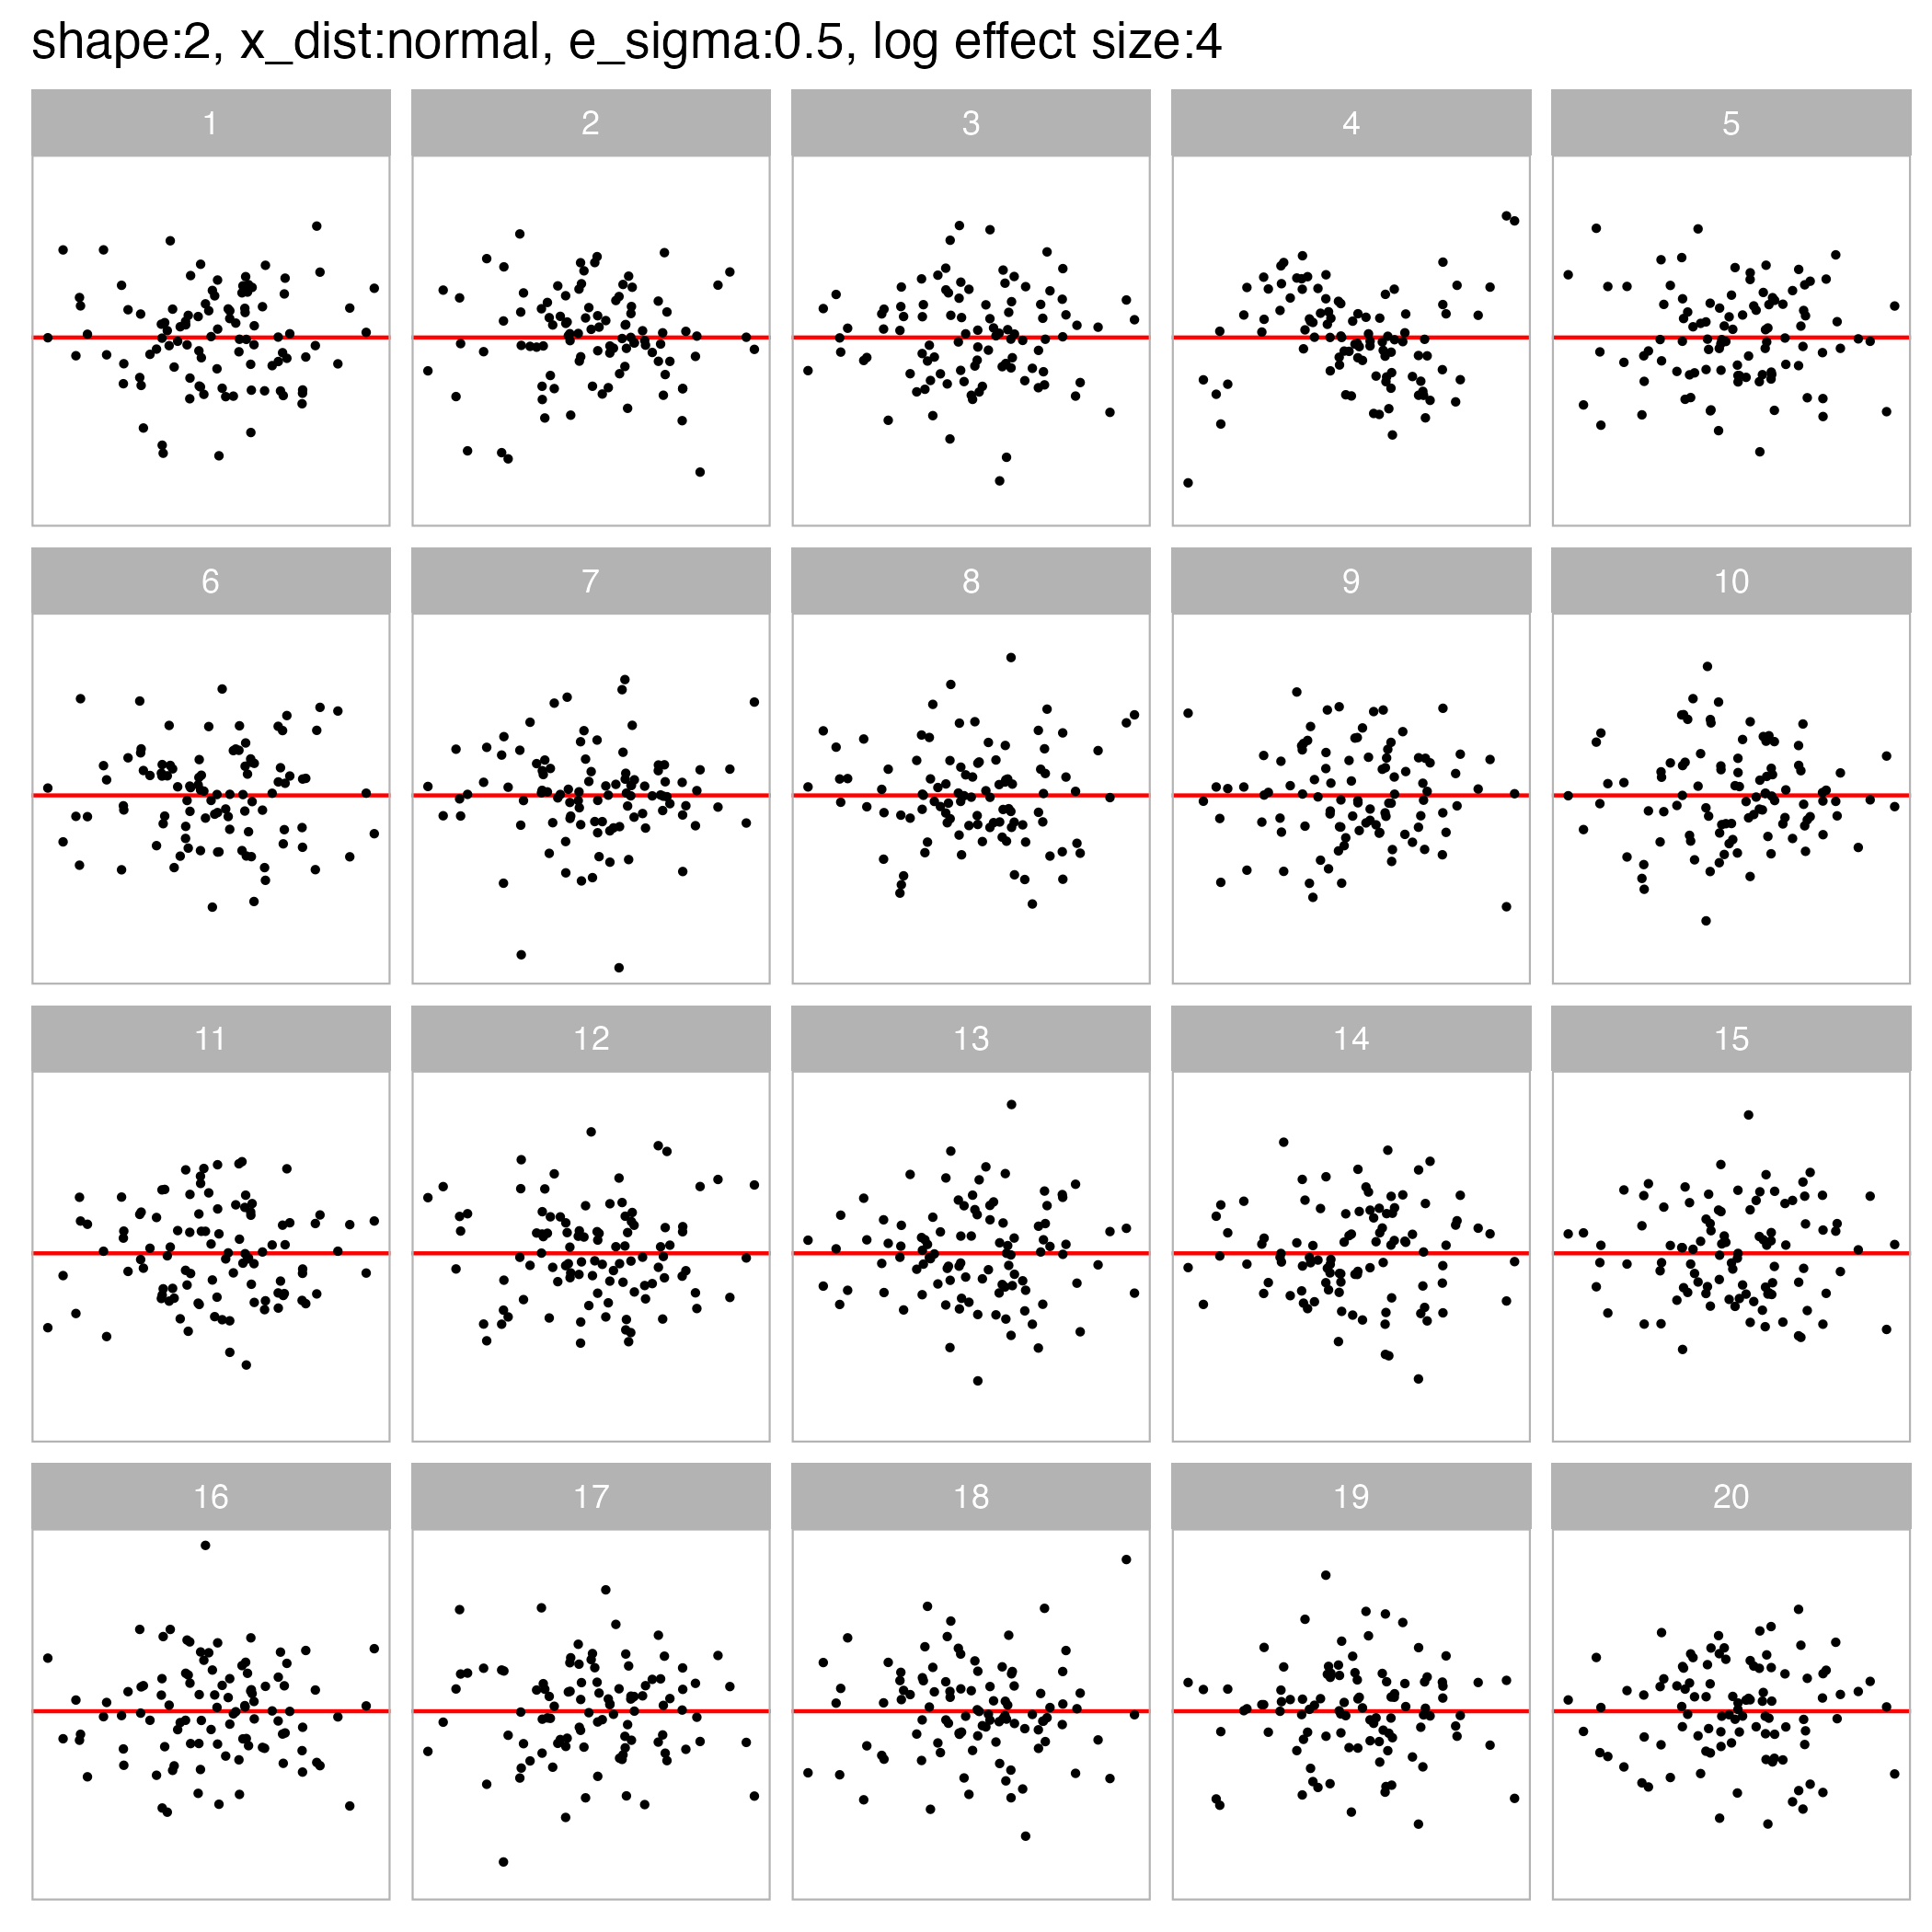 shape:2, x_dist:normal, e_sigma:0.5, log effect size:4
1 2 3 4 5
6 7 8 9 10
11 12 13 14 15
16 17 18 19 20